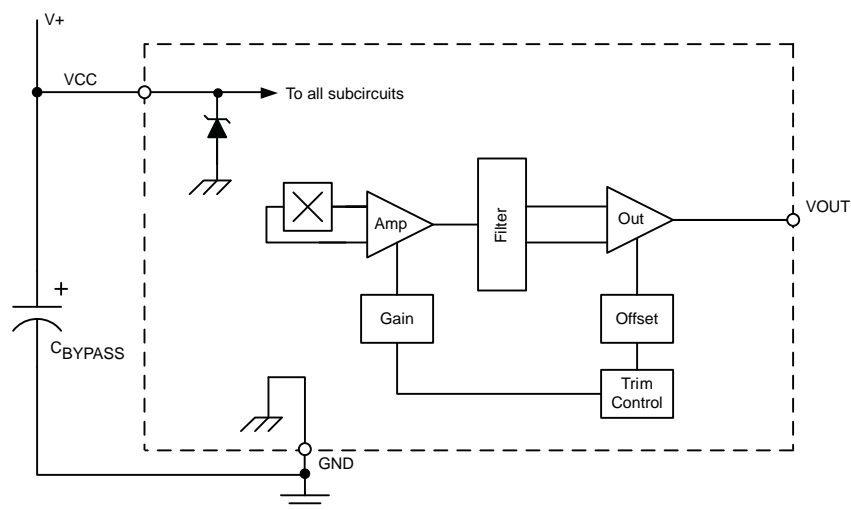 V+
VCC
To all subcircuits
VOUT
Amp
Filter
Out
+
Gain
Offset
CBYPASS
Trim
Control
GND